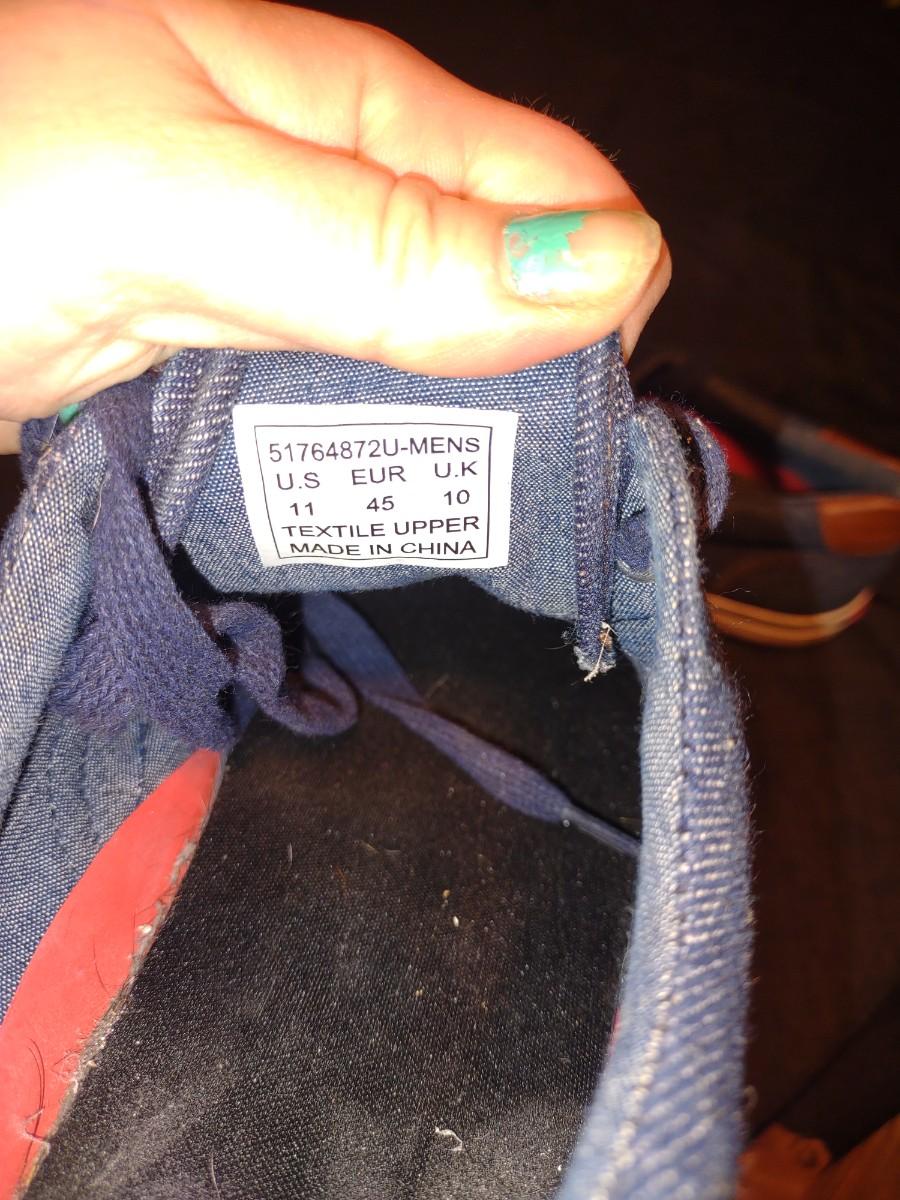 51764872U-MENS
U.S EUR U.K
11 45 10
TEXTILE UPPER
MADE IN CHINA